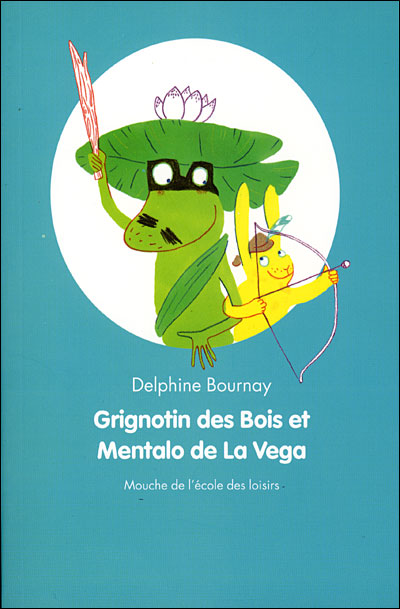 Delphine Bournay
Grignotin des Bois et
Mentalo de La Vega
Mouche de l'école des loisirs